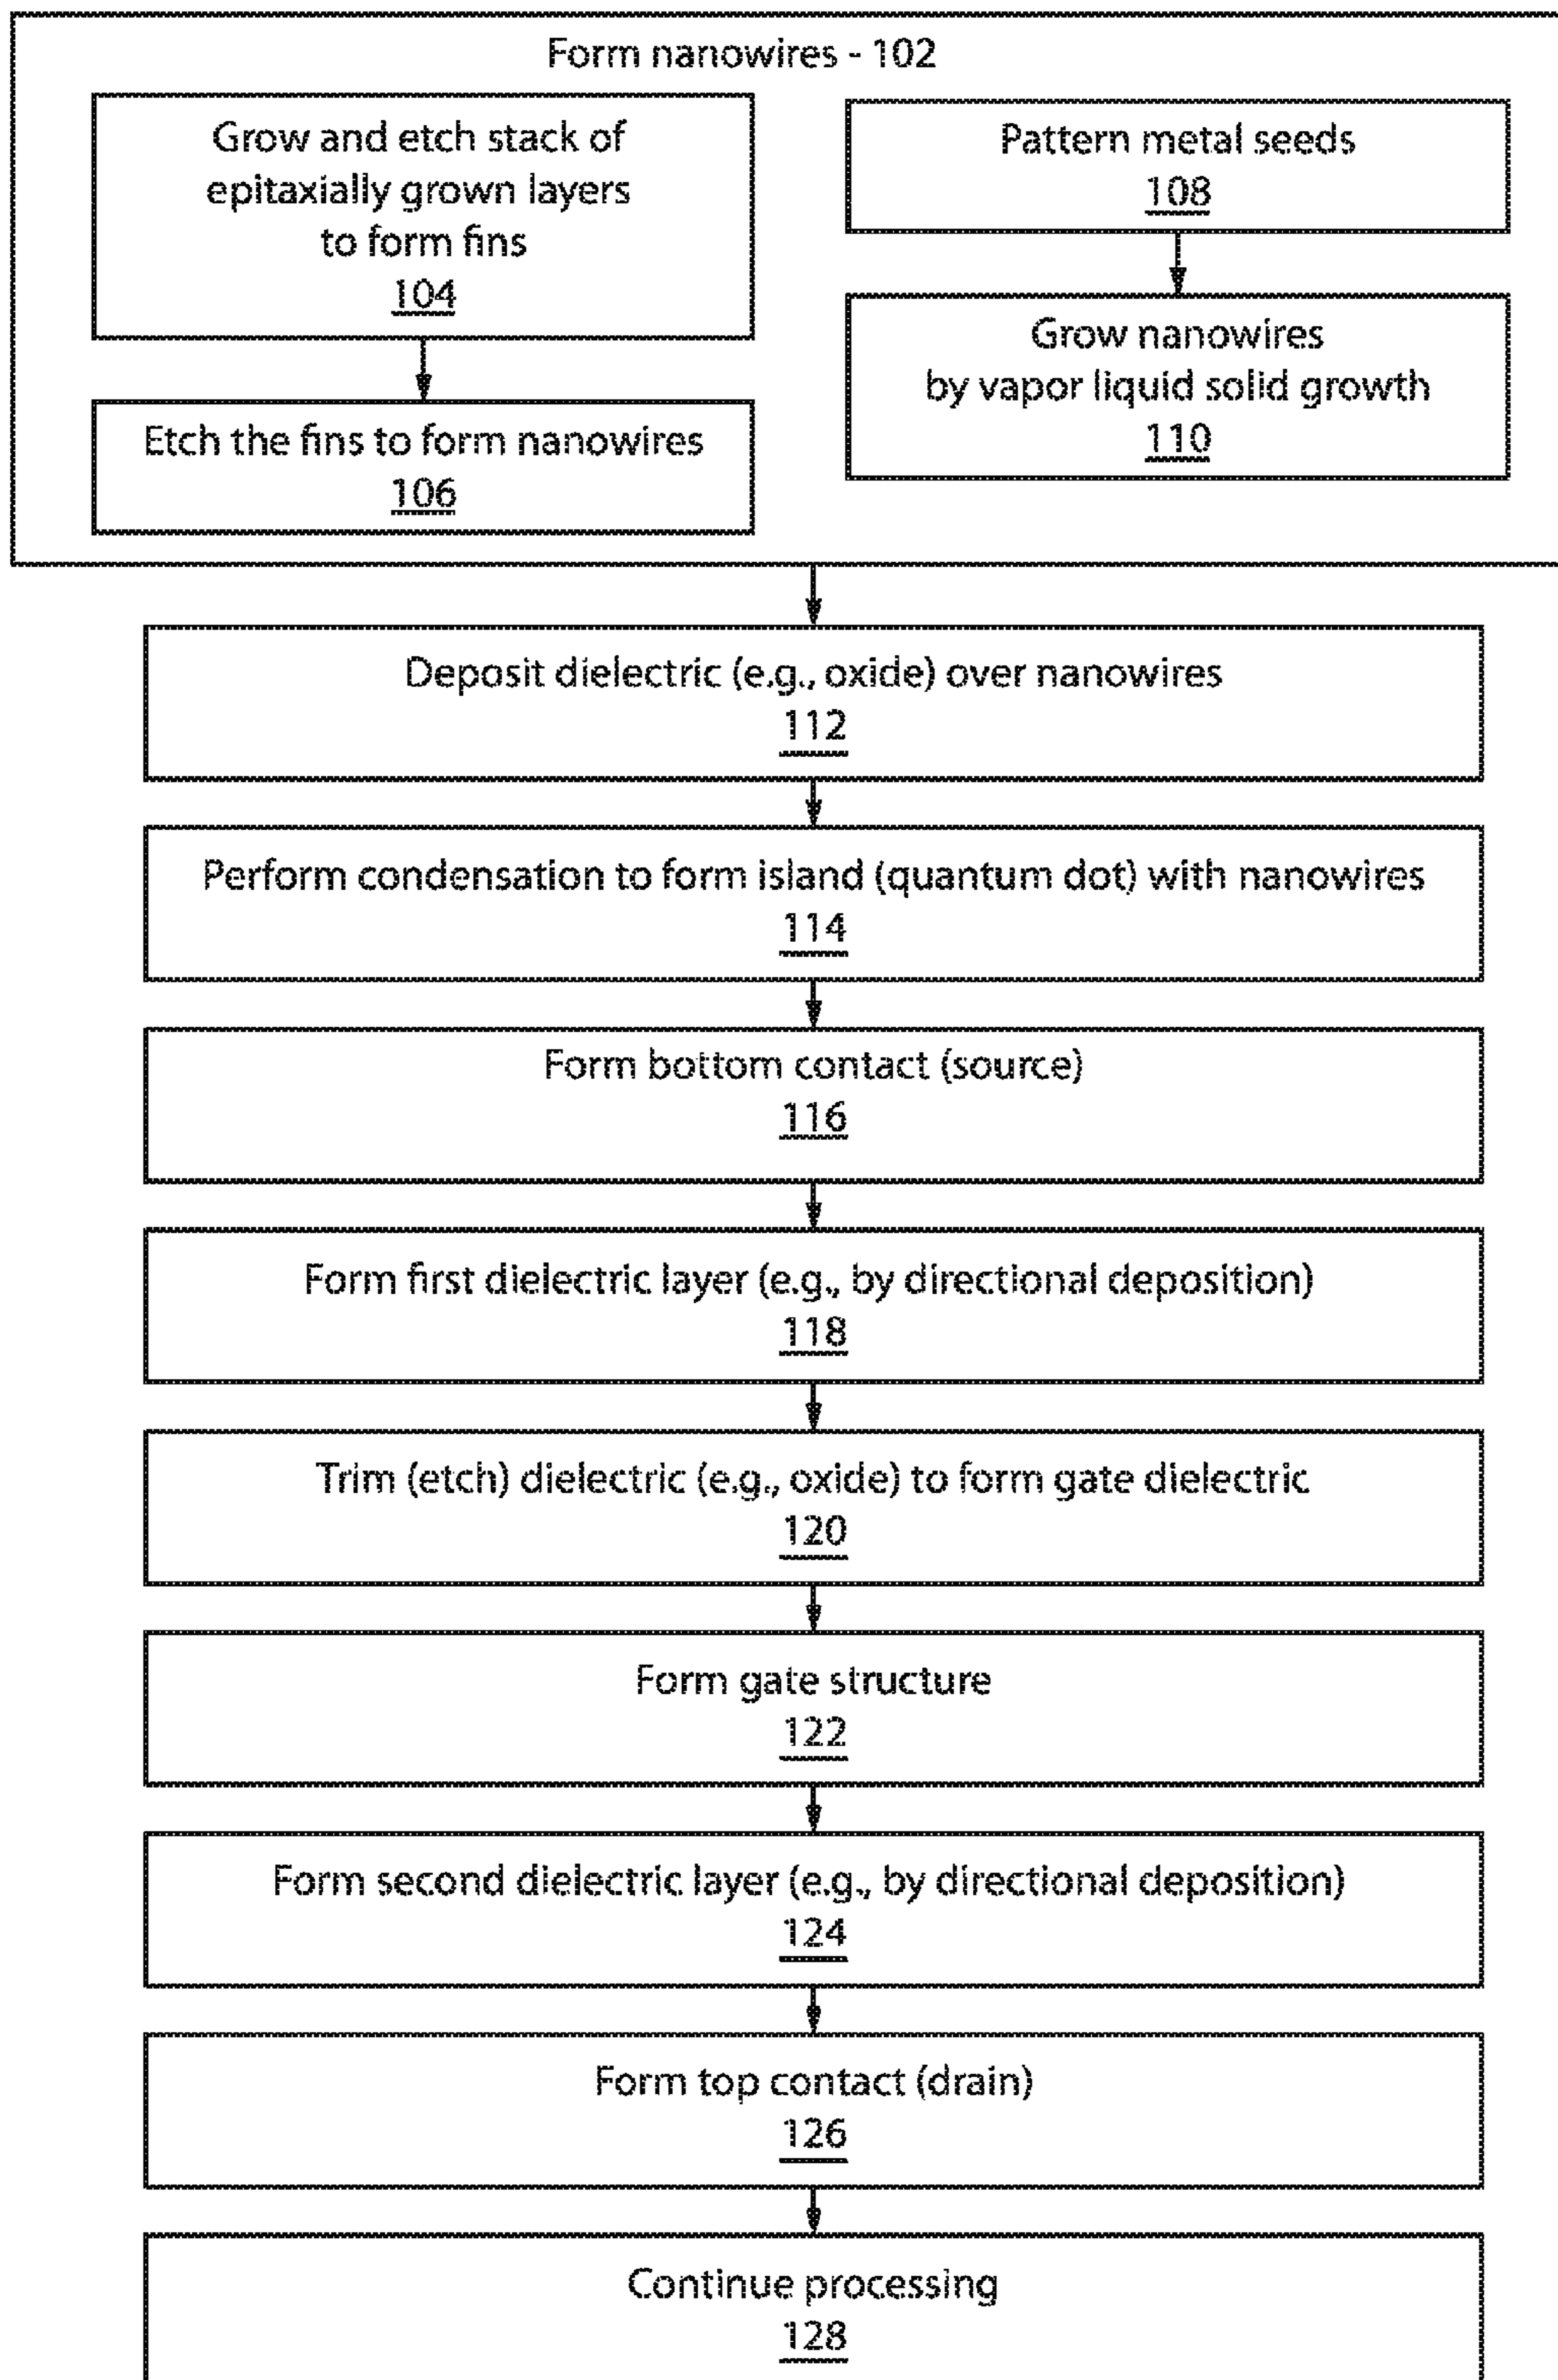 Form nanowires - 102
Grow and etch stack of
epitaxially grown layers
to form fins
104
Etch the fins to form nanowires
106
Pattern metal seeds
108
Grow nanowires
by vapor liquid solid growth
110
Deposit dielectric (e.g., oxide) over nanowires
112
Perform condensation to form island (quantum dot) with nanowires
114
Form bottom contact (source)
116
Form first dielectric layer (e.g., by directional deposition)
118
Trim (etch) dielectric (e.g., oxide) to form gate dielectric
120
Form gate structure
122
Form second dielectric layer (e.g., by directional deposition)
124
Form top contact (drain)
126
Continue processing
128